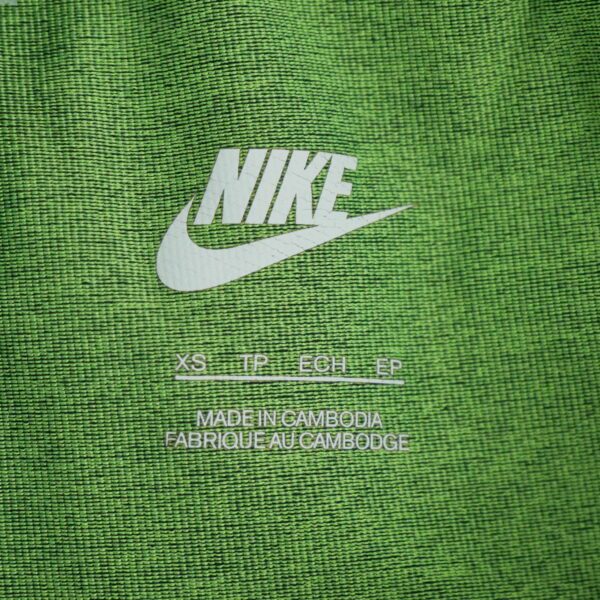 NIKE
XS TP ECH EP
MADE IN CAMBODIA
FABRIQUE AU CAMBODGE